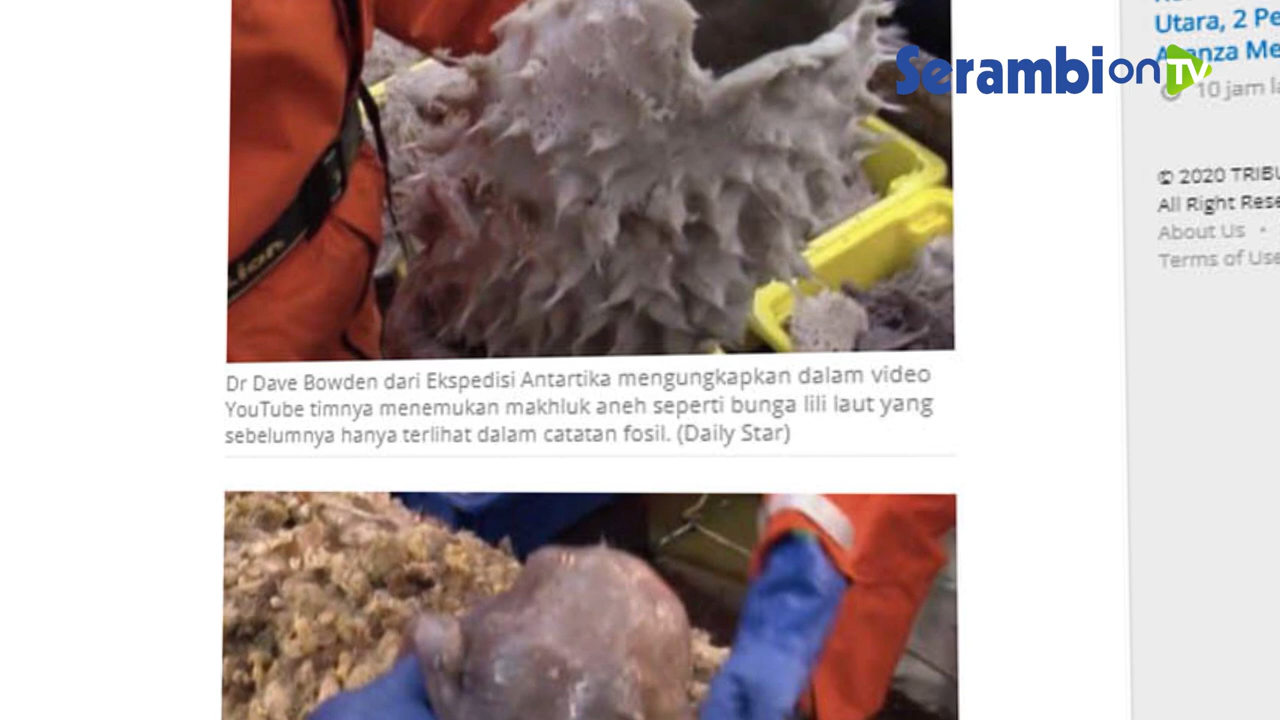 Utara, 2 Pe
SerambionTV
10 jam la
© 2020 TRIBU
All Right Rese
About Us •
Terms of Use
Dr Dave Bowden dari Ekspedisi Antartika mengungkapkan dalam video
YouTube timnya menemukan makhluk aneh seperti bunga lili laut yang
sebelumnya hanya terlihat dalam catatan fosil. (Daily Star)